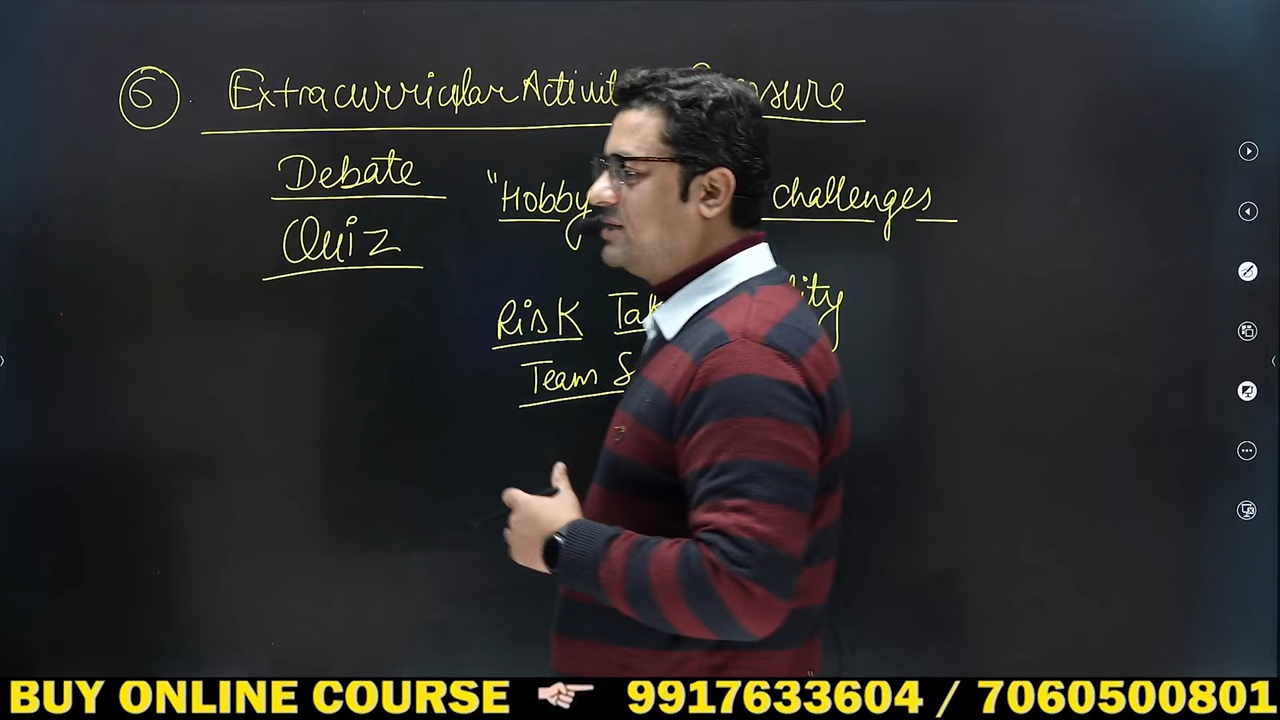 6 Extracurricular Activit sure
Debate "Hobby challenges
Quiz
Risk Ta ity
Team S
BUY ONLINE COURSE 9917633604 / 7060500801